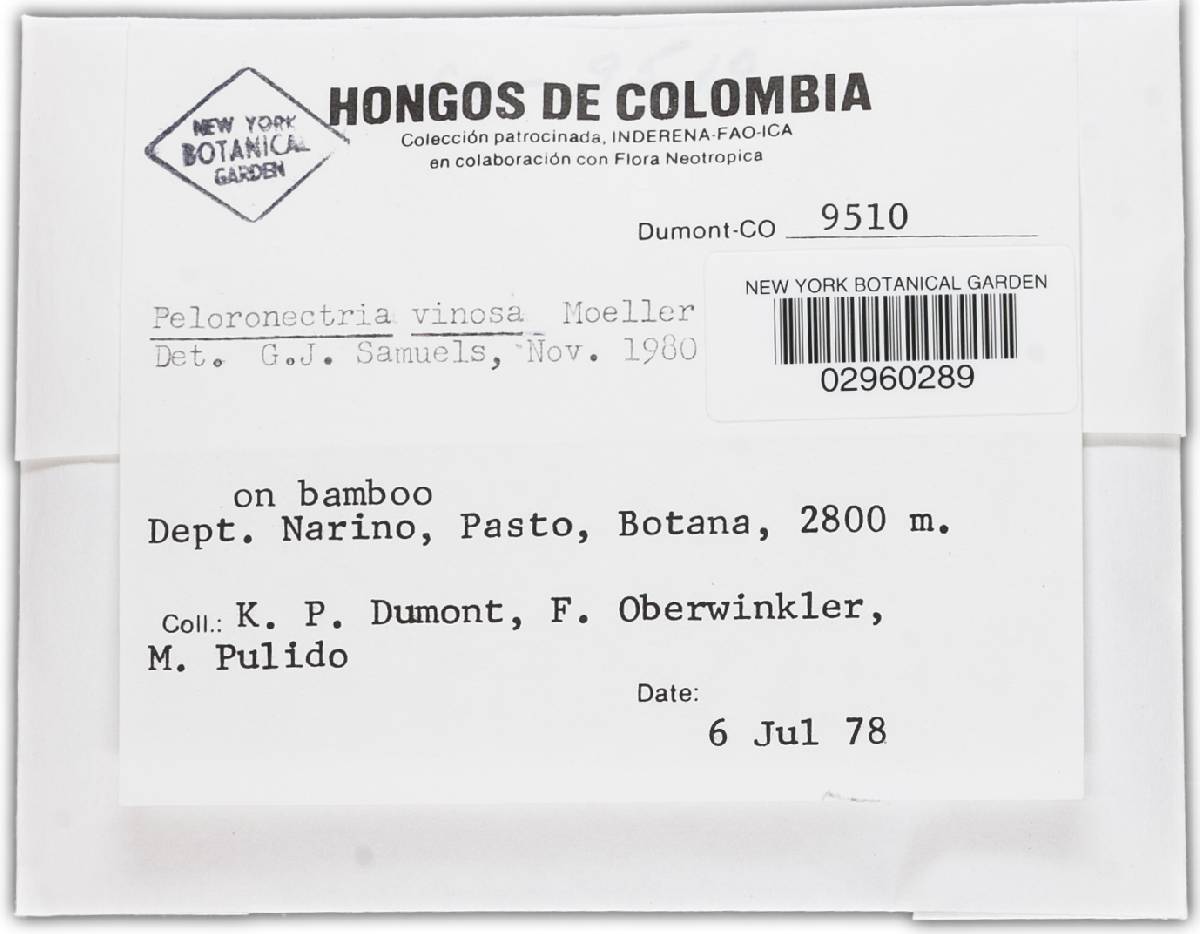 NEW YORK
BOTANICAL
GARDEN
HONGOS DE COLOMBIA
Colección patrocinada, INDERENA-FAO-ICA
en colaboración con Flora Neotropica
Dumont-CO 9510
NEW YORK BOTANICAL GARDEN
02960289
Peloronectria vinosa Moeller
Det. G.J. Samuels, Nov. 1980
on bamboo
Dept. Narino, Pasto, Botana, 2800 m.
Coll.: K. P. Dumont, F. Oberwinkler,
M. Pulido
Date:
6 Jul 78